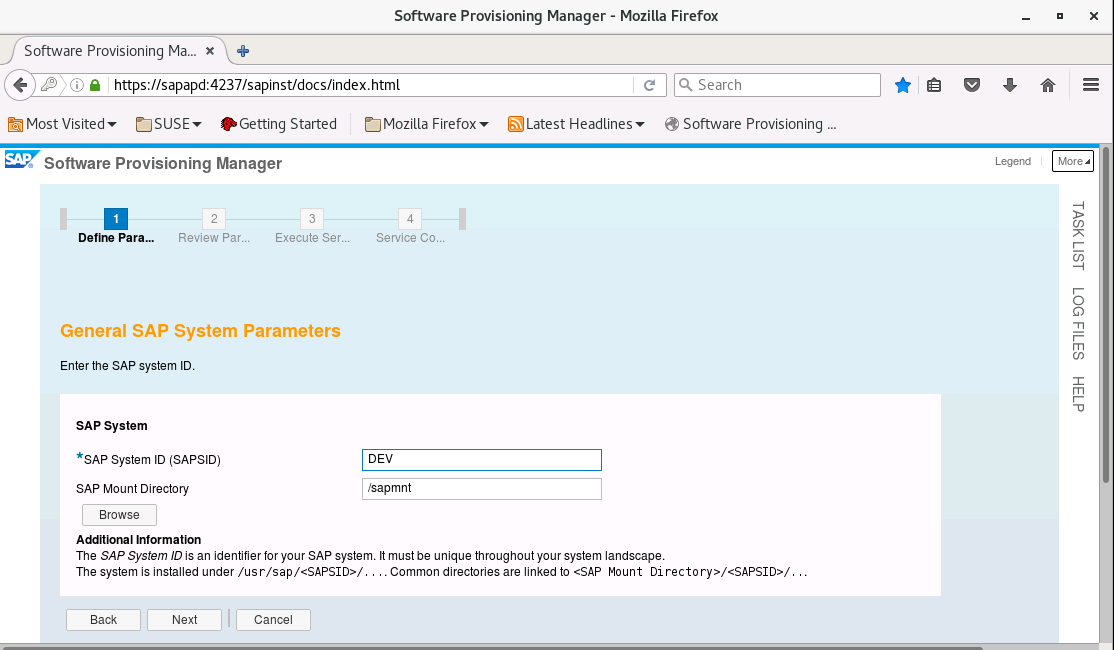 Software Provisioning Manager - Mozilla Firefox
Software Provisioning Ma...
https://sapapd:4237/sapinst/docs/index.html
Search
Most Visited
SUSE
Getting Started
Mozilla Firefox
Latest Headlines
Software Provisioning ...
SAP
Software Provisioning Manager
Legend
More
1
2
3
4
Define Para...
Review Par...
Execute Ser...
Service Co...
TASK LIST
LOG FILES
HELP
General SAP System Parameters
Enter the SAP system ID.
SAP System
*SAP System ID (SAPSID)
DEV
SAP Mount Directory
/sapmnt
Browse
Additional Information
The SAP System ID is an identifier for your SAP system. It must be unique throughout your system landscape.
The system is installed under /usr/sap/<SAPSID>/.... Common directories are linked to <SAP Mount Directory>/<SAPSID>/...
Back
Next
Cancel